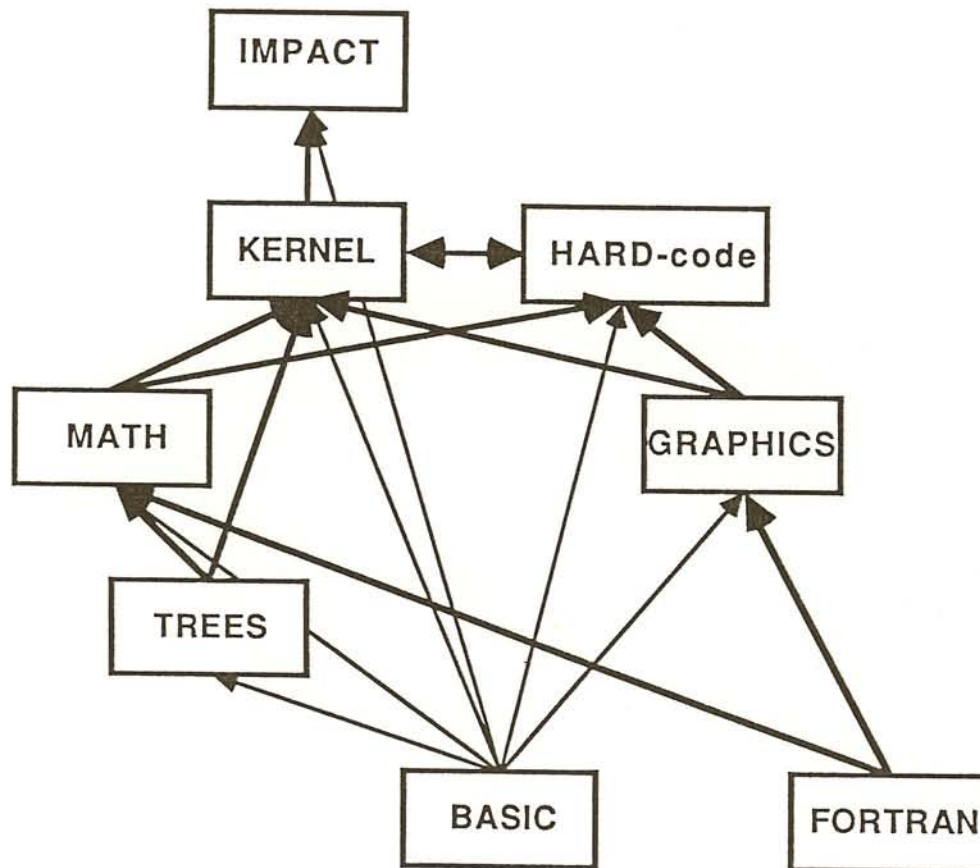 IMPACT
KERNEL
HARD-code
MATH
GRAPHICS
TREES
BASIC
FORTRAN